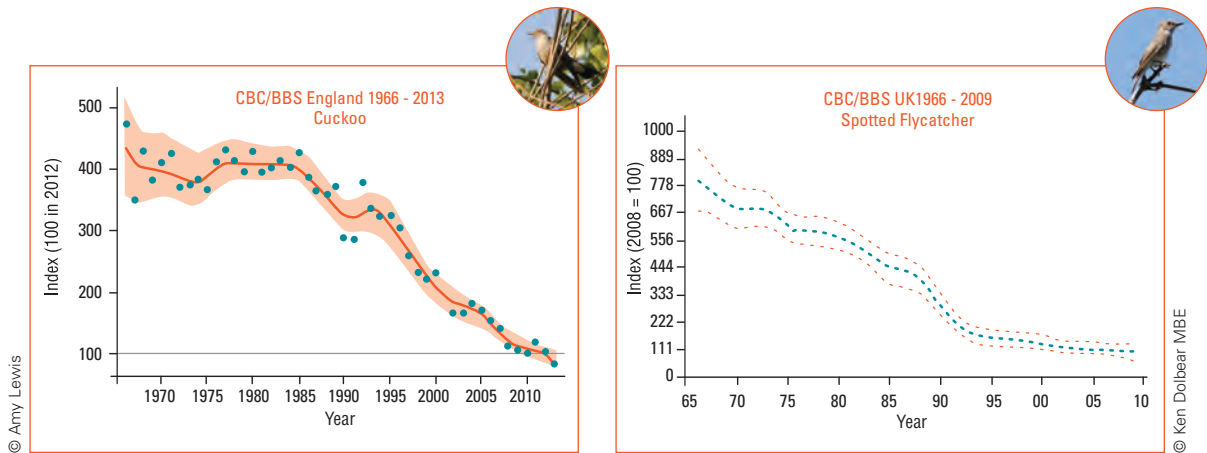 CBC/BBS England 1966 - 2013
Cuckoo
Index (100 in 2012)
500
400
300
200
100
1970 1975 1980 1985 1990 1995 2000 2005 2010
Year
© Amy Lewis
CBC/BBS UK1966 - 2009
Spotted Flycatcher
Index (2008 = 100)
1000
889
778
667
556
444
333
222
111
0
65 70 75 80 85 90 95 00 05 10
Year
© Ken Dolbear MBE